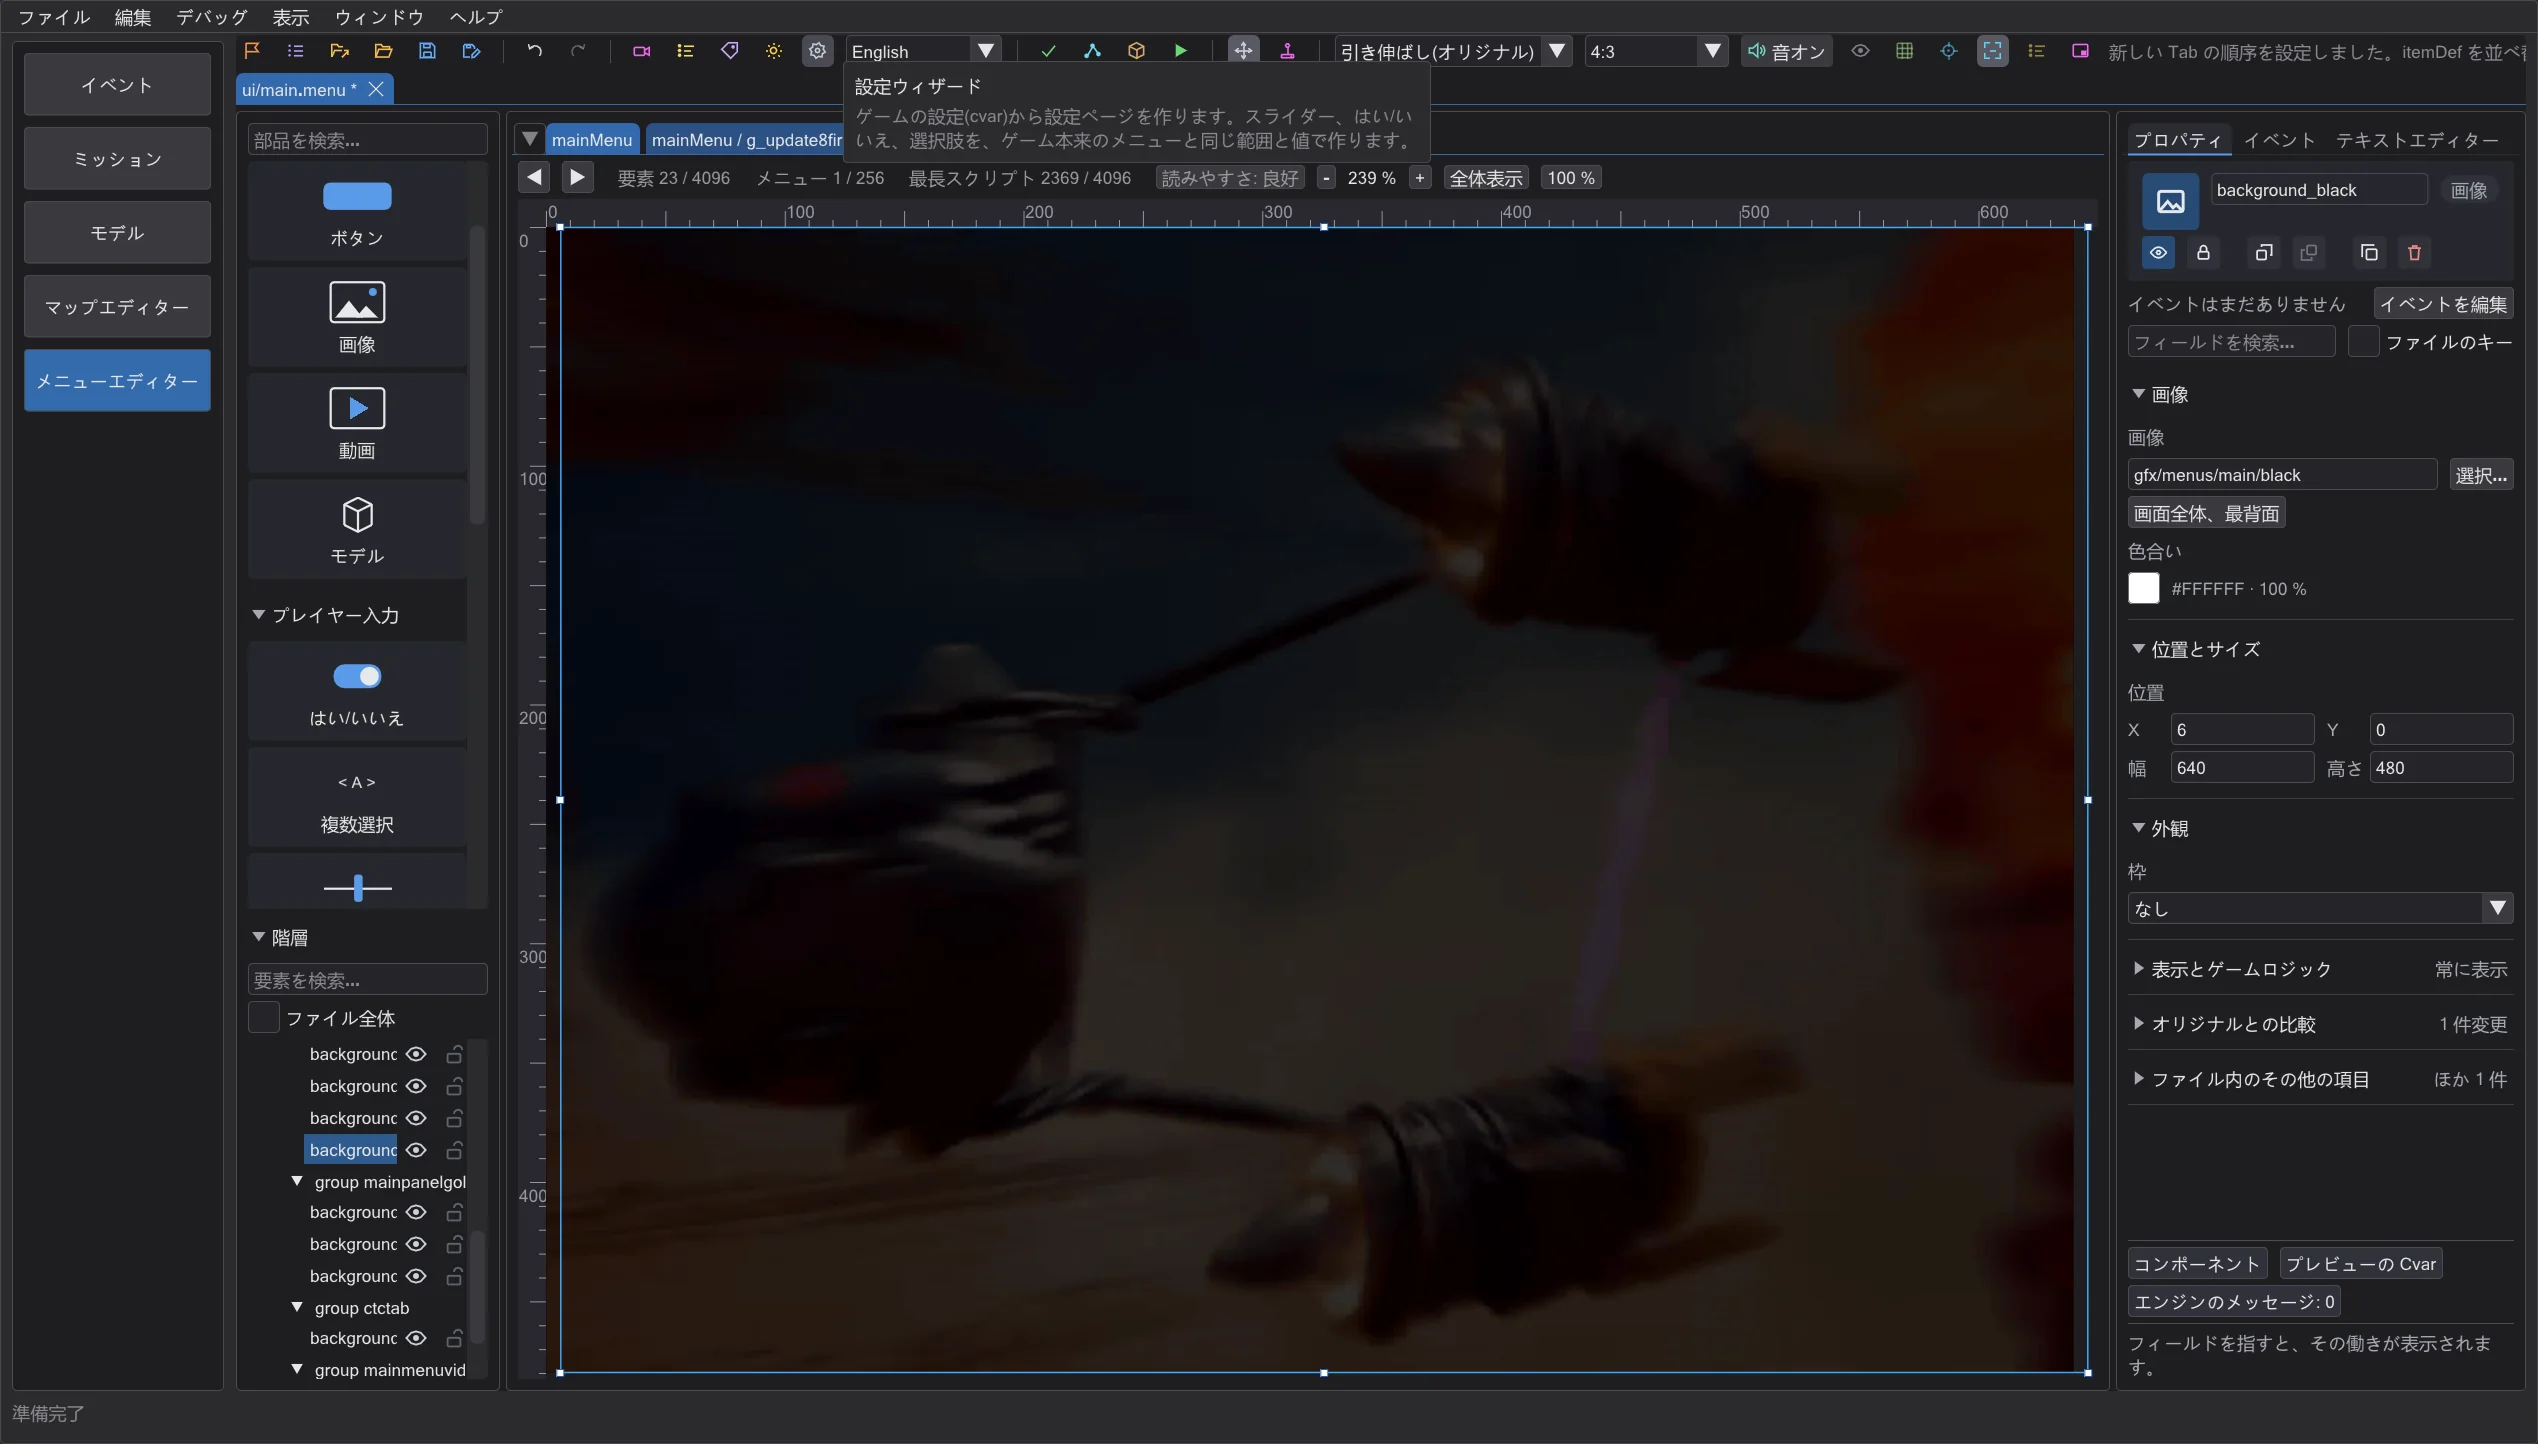 ファイル 編集 デバッグ 表示 ウィンドウ ヘルプ
English
引き伸ばし(オリジナル)
4:3
音オン
新しい Tab の順序を設定しました。itemDef を並べ
イベント
ミッション
モデル
マップエディター
メニューエディター
ui/main.menu *
設定ウィザード
ゲームの設定(cvar)から設定ページを作ります。スライダー、はい/い
いえ、選択肢を、ゲーム本来のメニューと同じ範囲と値で作ります。
部品を検索...
ボタン
画像
動画
モデル
プレイヤー入力
はい/いいえ
< A >
複数選択
階層
要素を検索...
ファイル全体
background
background
background
background
group mainpanelgol
background
background
background
group ctctab
background
group mainmenuvid
mainMenu
mainMenu / g_update8fir
要素 23 / 4096
メニュー 1 / 256
最長スクリプト 2369 / 4096
読みやすさ: 良好
-
239 %
+
全体表示
100 %
0 100 200 300 400 500 600
0
100
200
300
400
プロパティ イベント テキストエディター
background_black
画像
イベントはまだありません
イベントを編集
フィールドを検索...
ファイルのキー
画像
画像
gfx/menus/main/black
選択...
画面全体、最背面
色合い
#FFFFFF · 100 %
位置とサイズ
位置
X 6 Y 0
幅 640 高さ 480
外観
枠
なし
表示とゲームロジック 常に表示
オリジナルとの比較 1 件変更
ファイル内のその他の項目 ほか 1 件
コンポーネント
プレビューの Cvar
エンジンのメッセージ: 0
フィールドを指すと、その働きが表示されま
す。
準備完了